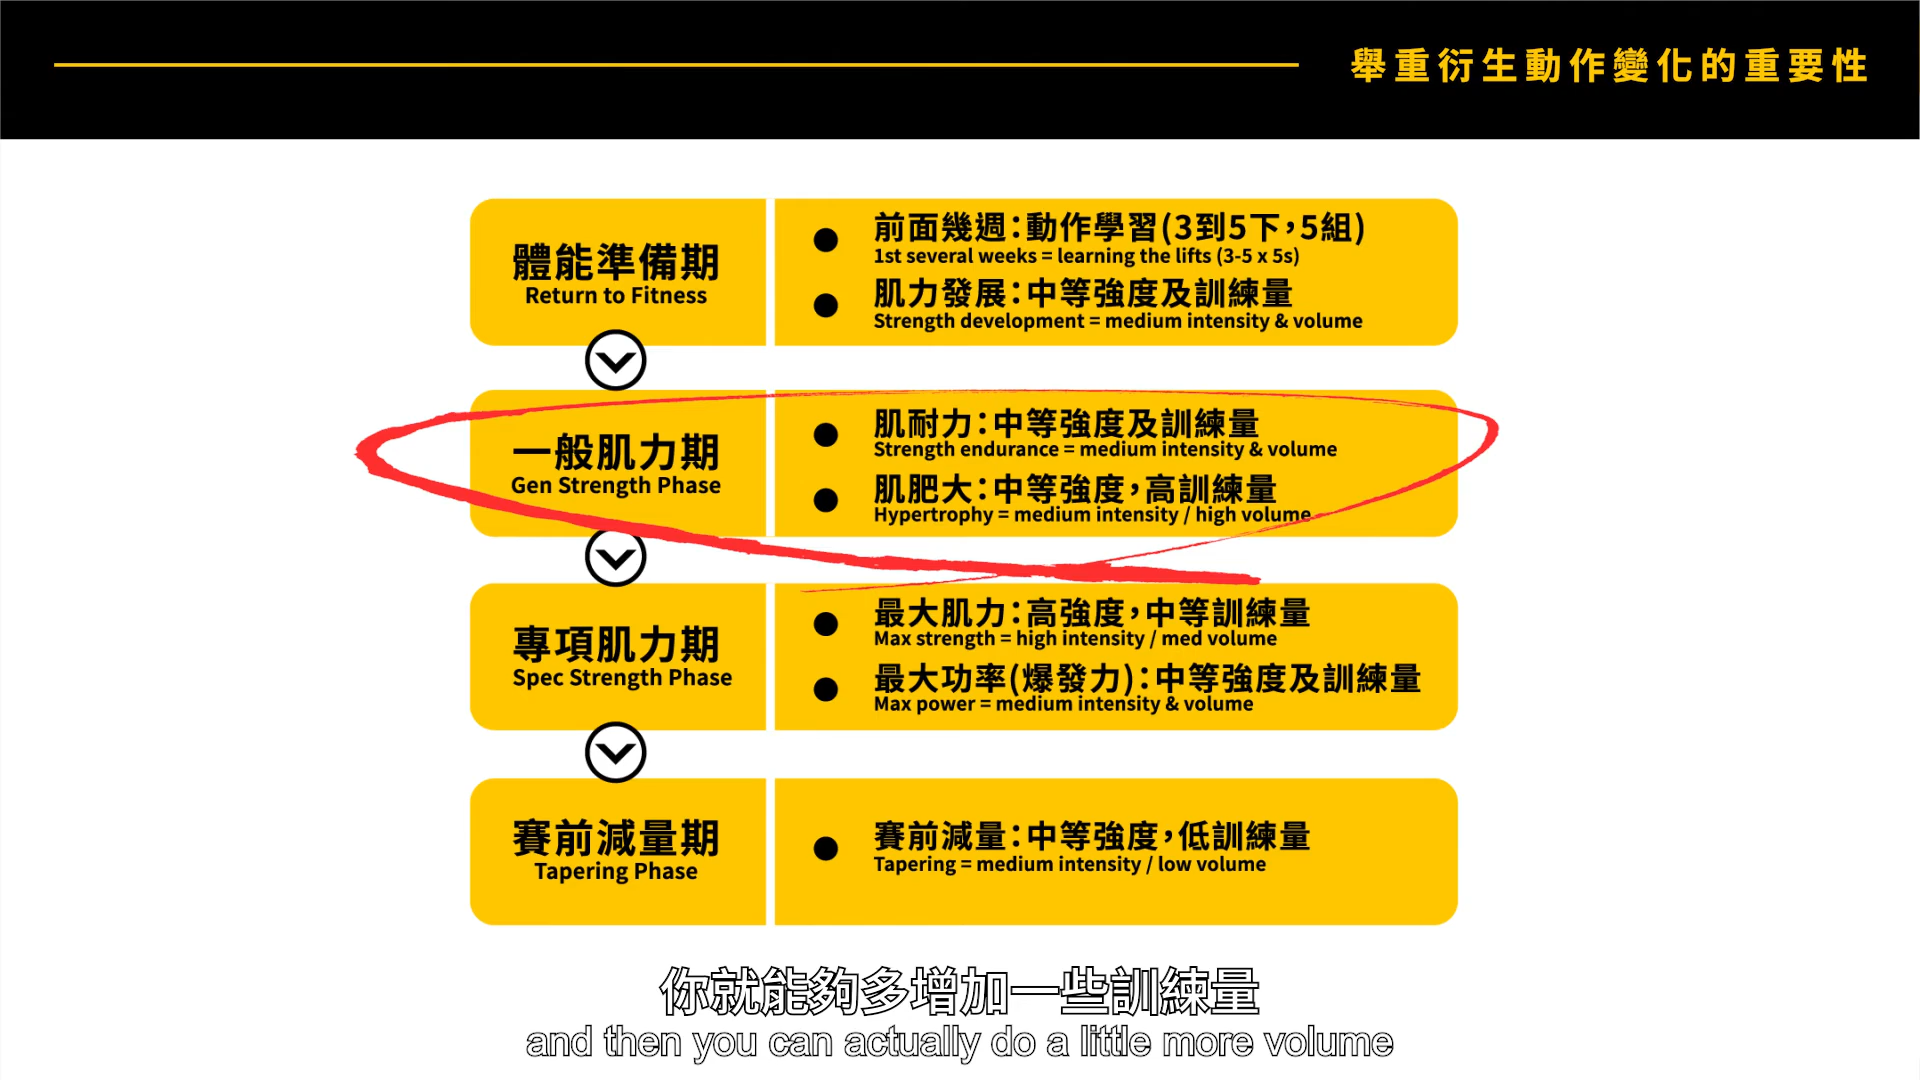 舉重衍生動作變化的重要性
體能準備期
Return to Fitness
前面幾週：動作學習(3到5下，5組)
1st several weeks = learning the lifts (3-5 x 5s)
肌力發展：中等強度及訓練量
Strength development = medium intensity & volume
一般肌力期
Gen Strength Phase
肌耐力：中等強度及訓練量
Strength endurance = medium intensity & volume
肌肥大：中等強度，高訓練量
Hypertrophy = medium intensity / high volume
專項肌力期
Spec Strength Phase
最大肌力：高強度，中等訓練量
Max strength = high intensity / med volume
最大功率(爆發力)：中等強度及訓練量
Max power = medium intensity & volume
賽前減量期
Tapering Phase
賽前減量：中等強度，低訓練量
Tapering = medium intensity / low volume
你就能夠多增加一些訓練量
and then you can actually do a little more volume